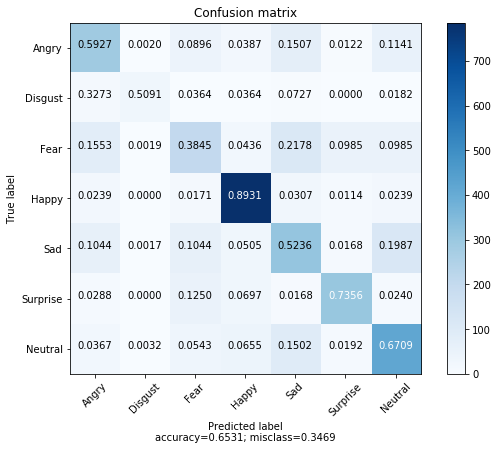 Confusion matrix
True label
Angry 0.5927 0.0020 0.0896 0.0387 0.1507 0.0122 0.1141
Disgust 0.3273 0.5091 0.0364 0.0364 0.0727 0.0000 0.0182
Fear 0.1553 0.0019 0.3845 0.0436 0.2178 0.0985 0.0985
Happy 0.0239 0.0000 0.0171 0.8931 0.0307 0.0114 0.0239
Sad 0.1044 0.0017 0.1044 0.0505 0.5236 0.0168 0.1987
Surprise 0.0288 0.0000 0.1250 0.0697 0.0168 0.7356 0.0240
Neutral 0.0367 0.0032 0.0543 0.0655 0.1502 0.0192 0.6709
Angry Disgust Fear Happy Sad Surprise Neutral
Predicted label
accuracy=0.6531; misclass=0.3469
700
600
500
400
300
200
100
0